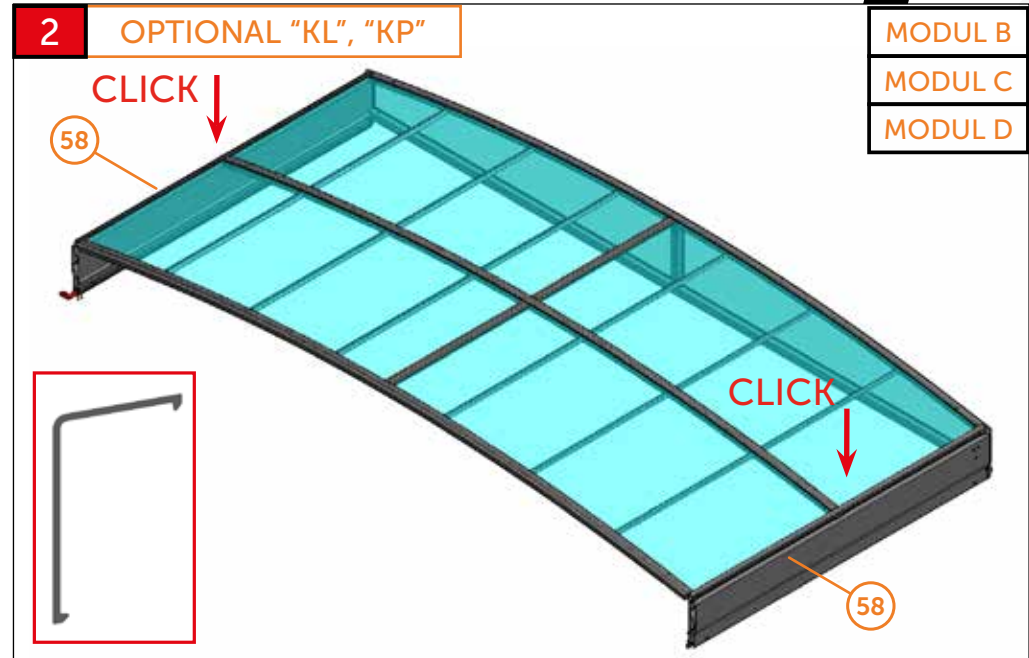 2
OPTIONAL “KL”, “KP”
MODUL B
MODUL C
MODUL D
CLICK
58
CLICK
58